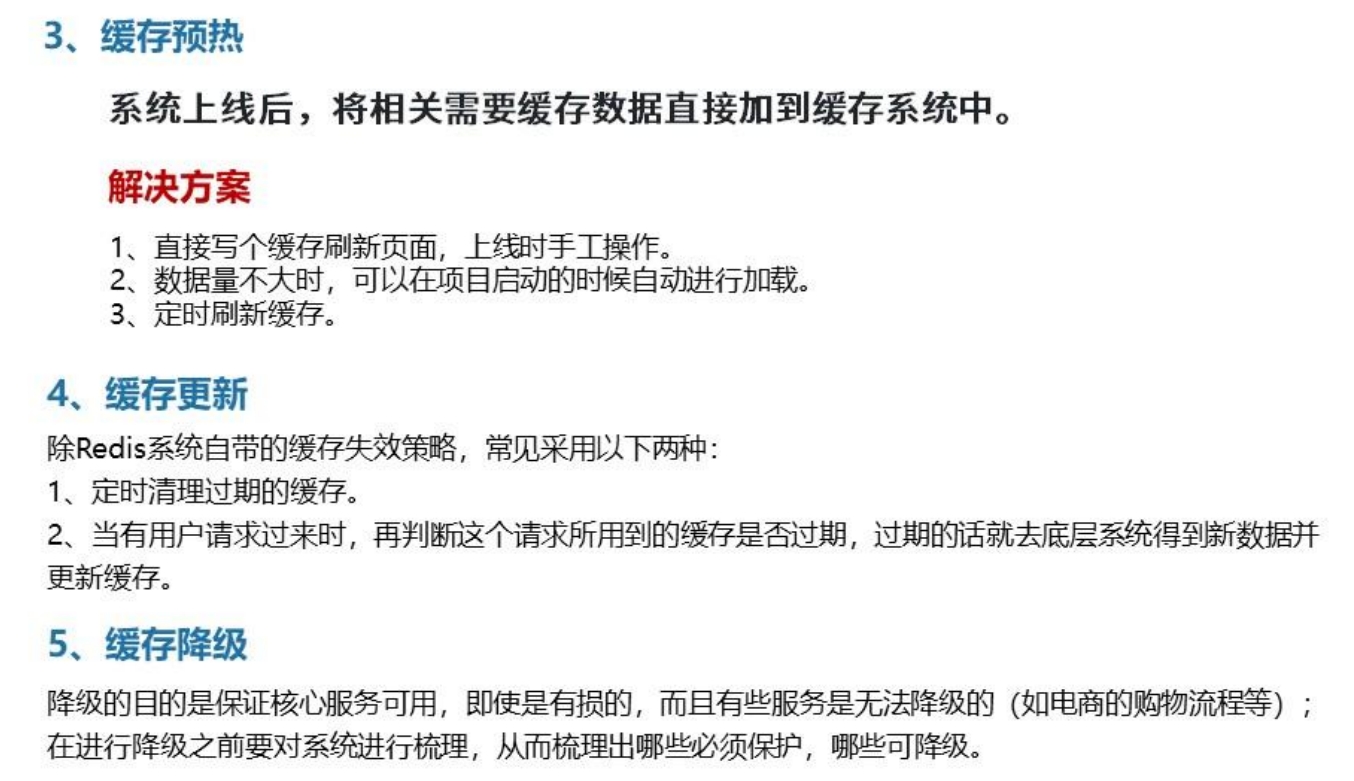 3、缓存预热
系统上线后，将相关需要缓存数据直接加到缓存系统中。
解决方案
1、直接写个缓存刷新页面，上线时手工操作。
2、数据量不大时，可以在项目启动的时候自动进行加载。
3、定时刷新缓存。
4、缓存更新
除Redis系统自带的缓存失效策略，常见采用以下两种：
1、定时清理过期的缓存。
2、当有用户请求过来时，再判断这个请求所用到的缓存是否过期，过期的话就去底层系统得到新数据并
更新缓存。
5、缓存降级
降级的目的是保证核心服务可用，即使是有损的，而且有些服务是无法降级的（如电商的购物流程等）；
在进行降级之前要对系统进行梳理，从而梳理出哪些必须保护，哪些可降级。